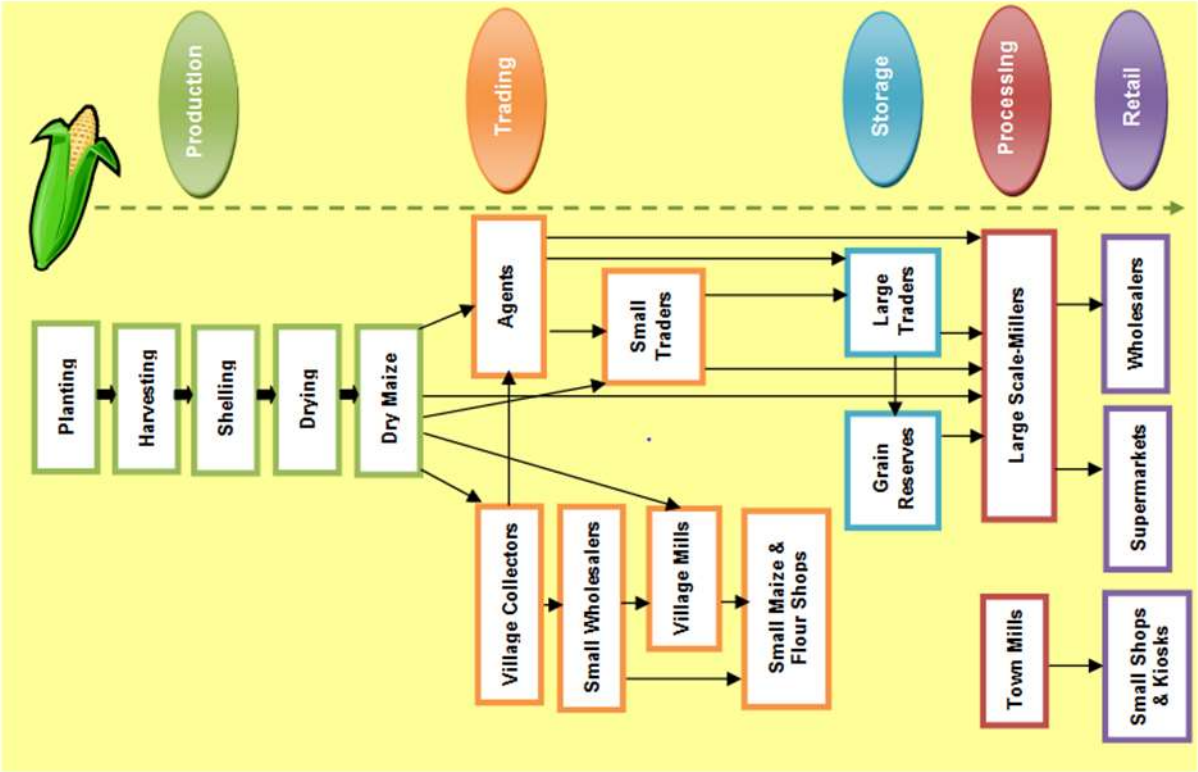 Production
Trading
Storage
Processing
Retail
Planting
Harvesting
Shelling
Drying
Dry Maize
Agents
Small
Traders
Large
Traders
Grain
Reserves
Large Scale-Millers
Wholesalers
Supermarkets
Village Collectors
Small Wholesalers
Village Mills
Small Maize &
Flour Shops
Town Mills
Small Shops
& Kiosks